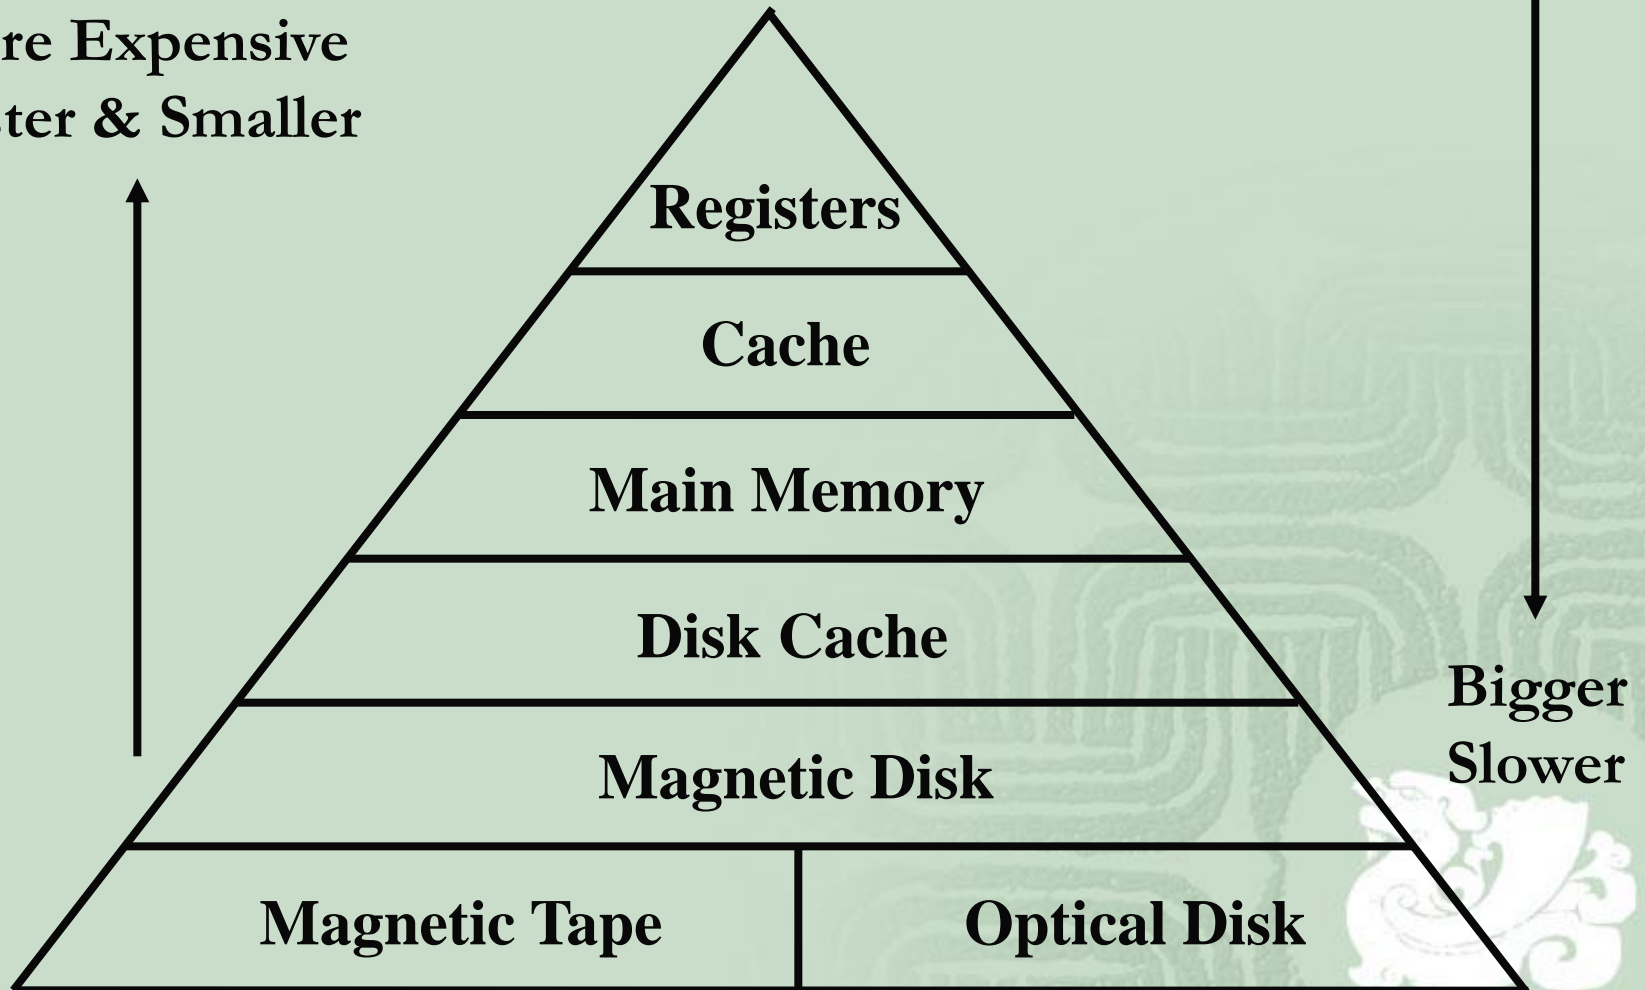 re Expensive
ter & Smaller
Registers
Cache
Main Memory
Disk Cache
Magnetic Disk
Bigger
Slower
Magnetic Tape
Optical Disk